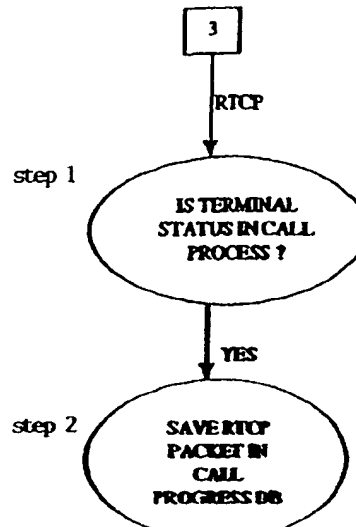 3
RTCP
step 1
IS TERMINAL
STATUS IN CALL
PROCESS ?
YES
step 2
SAVE RTCP
PACKET IN
CALL
PROGRESS DB